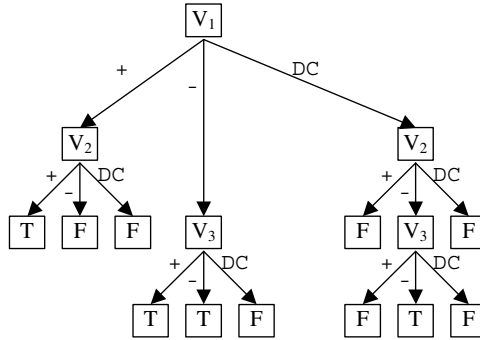 V₁
+ - DC
V₂ V₂
+ - DC + - DC
T F F V₃ F V₃ F
+ - DC + - DC
T T F F T F